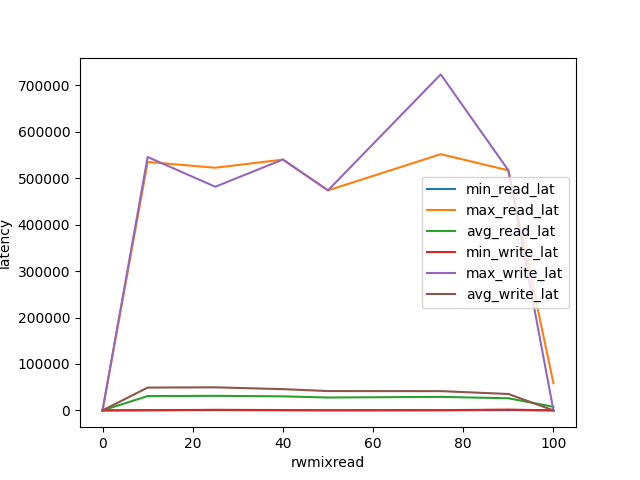 700000
600000
500000
400000
300000
200000
100000
0
latency
0 20 40 60 80 100
rwmixread
min_read_lat
max_read_lat
avg_read_lat
min_write_lat
max_write_lat
avg_write_lat